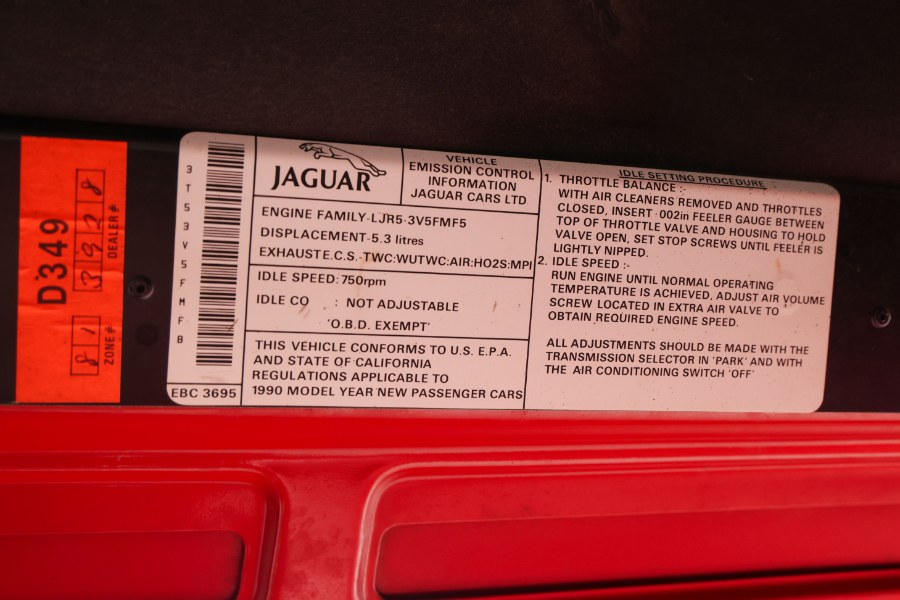 D349
81
ZONE#
3928
DEALER#
3T53V5FMFB
EBC 3695
JAGUAR
VEHICLE
EMISSION CONTROL
INFORMATION
JAGUAR CARS LTD
ENGINE FAMILY-LJR5·3V5FMF5
DISPLACEMENT-5.3 litres
EXHAUSTE.C.S.-TWC:WUTWC:AIR:HO2S:MPI
IDLE SPEED:750rpm
IDLE CO : NOT ADJUSTABLE
'O.B.D. EXEMPT'
THIS VEHICLE CONFORMS TO U.S. E.P.A.
AND STATE OF CALIFORNIA
REGULATIONS APPLICABLE TO
1990 MODEL YEAR NEW PASSENGER CARS
IDLE SETTING PROCEDURE :
1. THROTTLE BALANCE :-
WITH AIR CLEANERS REMOVED AND THROTTLES
CLOSED, INSERT ·002in FEELER GAUGE BETWEEN
TOP OF THROTTLE VALVE AND HOUSING TO HOLD
VALVE OPEN, SET STOP SCREWS UNTIL FEELER IS
LIGHTLY NIPPED.
2. IDLE SPEED :-
RUN ENGINE UNTIL NORMAL OPERATING
TEMPERATURE IS ACHIEVED, ADJUST AIR VOLUME
SCREW LOCATED IN EXTRA AIR VALVE TO
OBTAIN REQUIRED ENGINE SPEED.
ALL ADJUSTMENTS SHOULD BE MADE WITH THE
TRANSMISSION SELECTOR IN 'PARK' AND WITH
THE AIR CONDITIONING SWITCH 'OFF'